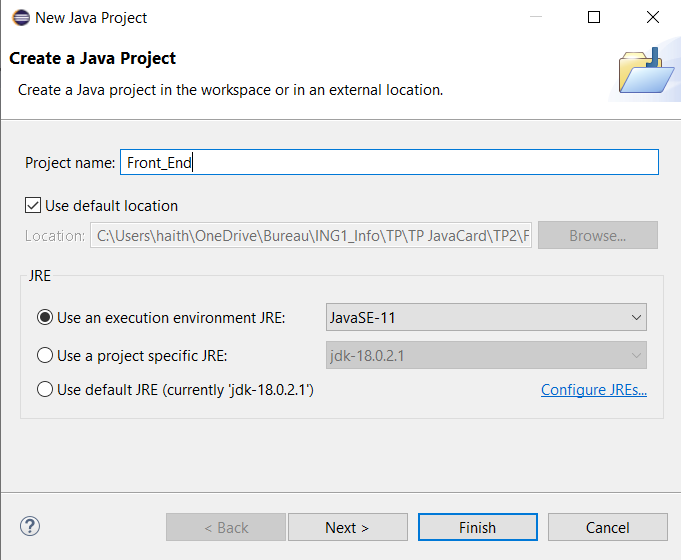 New Java Project
Create a Java Project
Create a Java project in the workspace or in an external location.
Project name: Front_End
Use default location
Location: C:\Users\haith\OneDrive\Bureau\ING1_Info\TP\TP JavaCard\TP2\F Browse...
JRE
Use an execution environment JRE: JavaSE-11
Use a project specific JRE: jdk-18.0.2.1
Use default JRE (currently 'jdk-18.0.2.1') Configure JREs...
? < Back Next > Finish Cancel